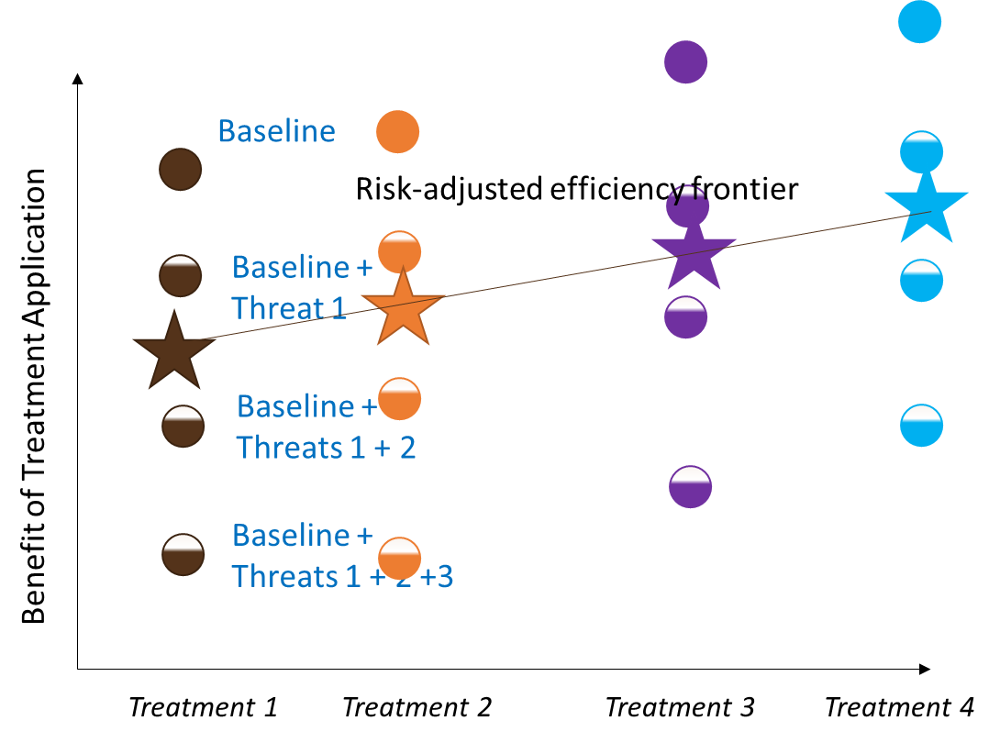 Baseline
Risk-adjusted efficiency frontier
Baseline +
Threat 1
Baseline +
Threats 1 + 2
Baseline +
Threats 1 + 2 +3
Benefit of Treatment Application
Treatment 1
Treatment 2
Treatment 3
Treatment 4